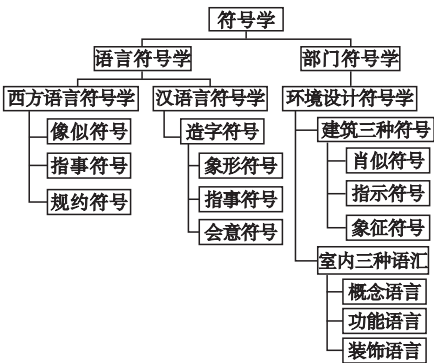 符号学
语言符号学
部门符号学
西方语言符号学
汉语言符号学
环境设计符号学
像似符号
指事符号
规约符号
造字符号
象形符号
指事符号
会意符号
建筑三种符号
肖似符号
指示符号
象征符号
室内三种语汇
概念语言
功能语言
装饰语言